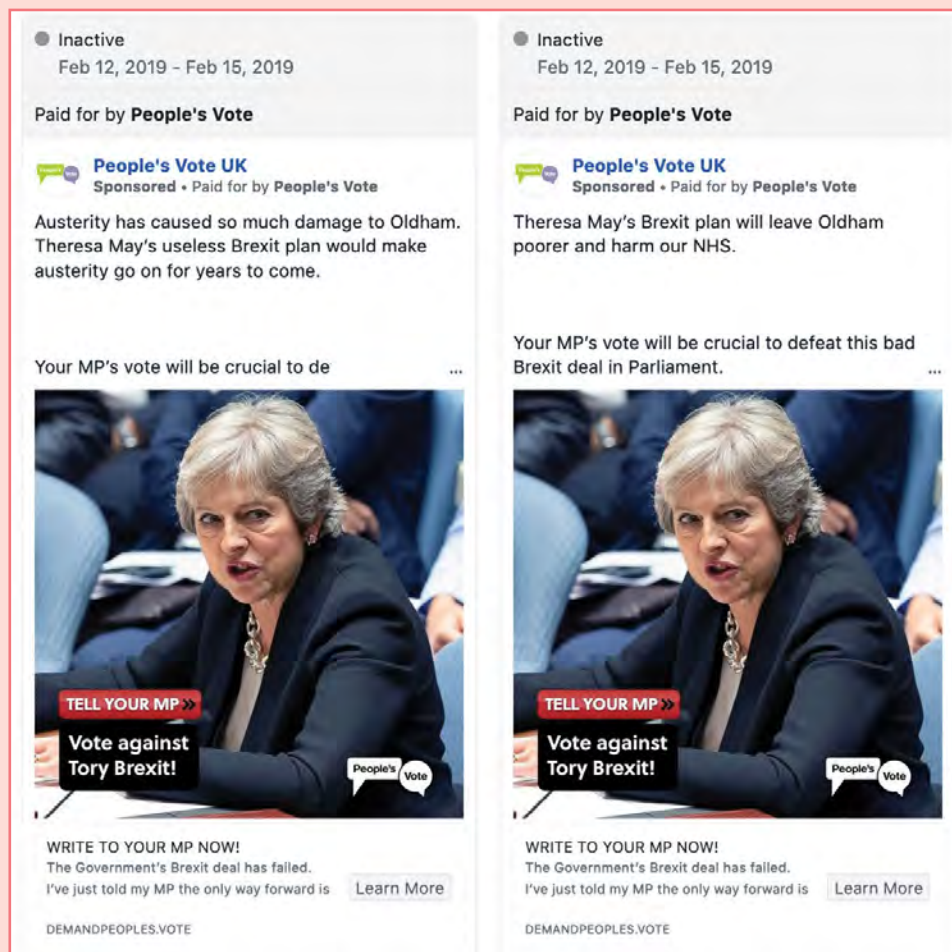 Inactive
Feb 12, 2019 - Feb 15, 2019
Paid for by People's Vote
People's Vote
People's Vote UK
Sponsored • Paid for by People's Vote
Austerity has caused so much damage to Oldham.
Theresa May's useless Brexit plan would make
austerity go on for years to come.
Your MP's vote will be crucial to de
...
TELL YOUR MP »
Vote against
Tory Brexit!
People's Vote
WRITE TO YOUR MP NOW!
The Government's Brexit deal has failed.
I've just told my MP the only way forward is
Learn More
DEMANDPEOPLES.VOTE
Inactive
Feb 12, 2019 - Feb 15, 2019
Paid for by People's Vote
People's Vote
People's Vote UK
Sponsored • Paid for by People's Vote
Theresa May's Brexit plan will leave Oldham
poorer and harm our NHS.
Your MP's vote will be crucial to defeat this bad
Brexit deal in Parliament.
...
TELL YOUR MP »
Vote against
Tory Brexit!
People's Vote
WRITE TO YOUR MP NOW!
The Government's Brexit deal has failed.
I've just told my MP the only way forward is
Learn More
DEMANDPEOPLES.VOTE